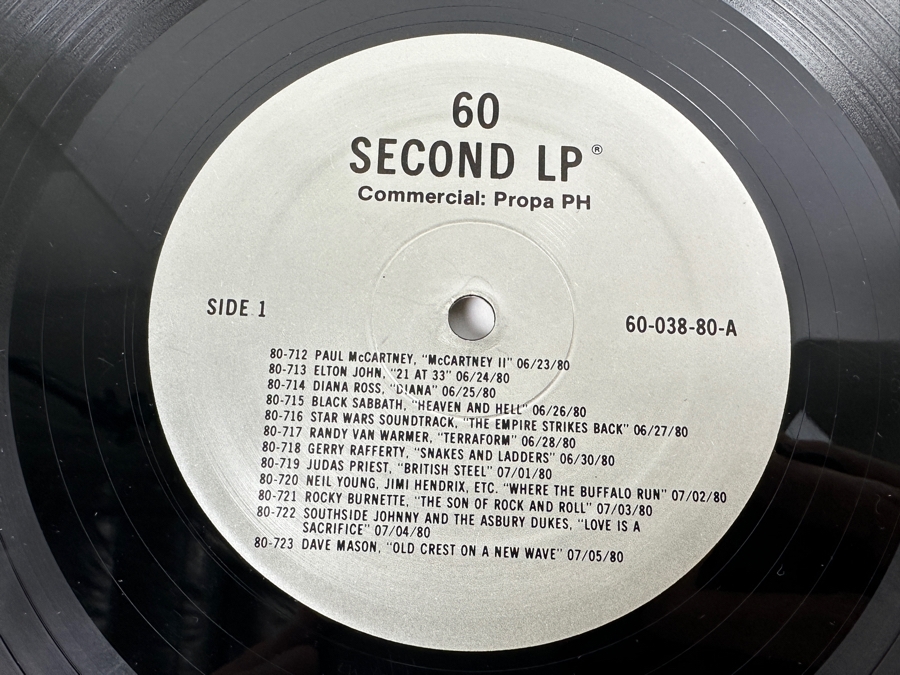 60
SECOND LP®
Commercial: Propa PH
SIDE 1
60-038-80-A
80-712 PAUL McCARTNEY, "McCARTNEY II" 06/23/80
80-713 ELTON JOHN, "21 AT 33" 06/24/80
80-714 DIANA ROSS, "DIANA" 06/25/80
80-715 BLACK SABBATH, "HEAVEN AND HELL" 06/26/80
80-716 STAR WARS SOUNDTRACK, "THE EMPIRE STRIKES BACK" 06/27/80
80-717 RANDY VAN WARMER, "TERRAFORM" 06/28/80
80-718 GERRY RAFFERTY, "SNAKES AND LADDERS" 06/30/80
80-719 JUDAS PRIEST, "BRITISH STEEL" 07/01/80
80-720 NEIL YOUNG, JIMI HENDRIX, ETC. "WHERE THE BUFFALO RUN" 07/02/80
80-721 ROCKY BURNETTE, "THE SON OF ROCK AND ROLL" 07/03/80
80-722 SOUTHSIDE JOHNNY AND THE ASBURY DUKES, "LOVE IS A
SACRIFICE" 07/04/80
80-723 DAVE MASON, "OLD CREST ON A NEW WAVE" 07/05/80